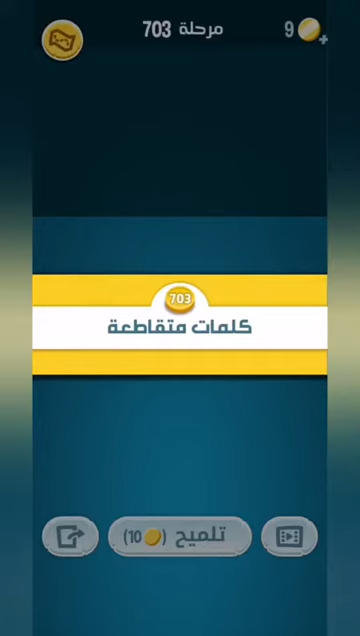 مرحلة 703
9
703
كلمات متقاطعة
تلميح (10)